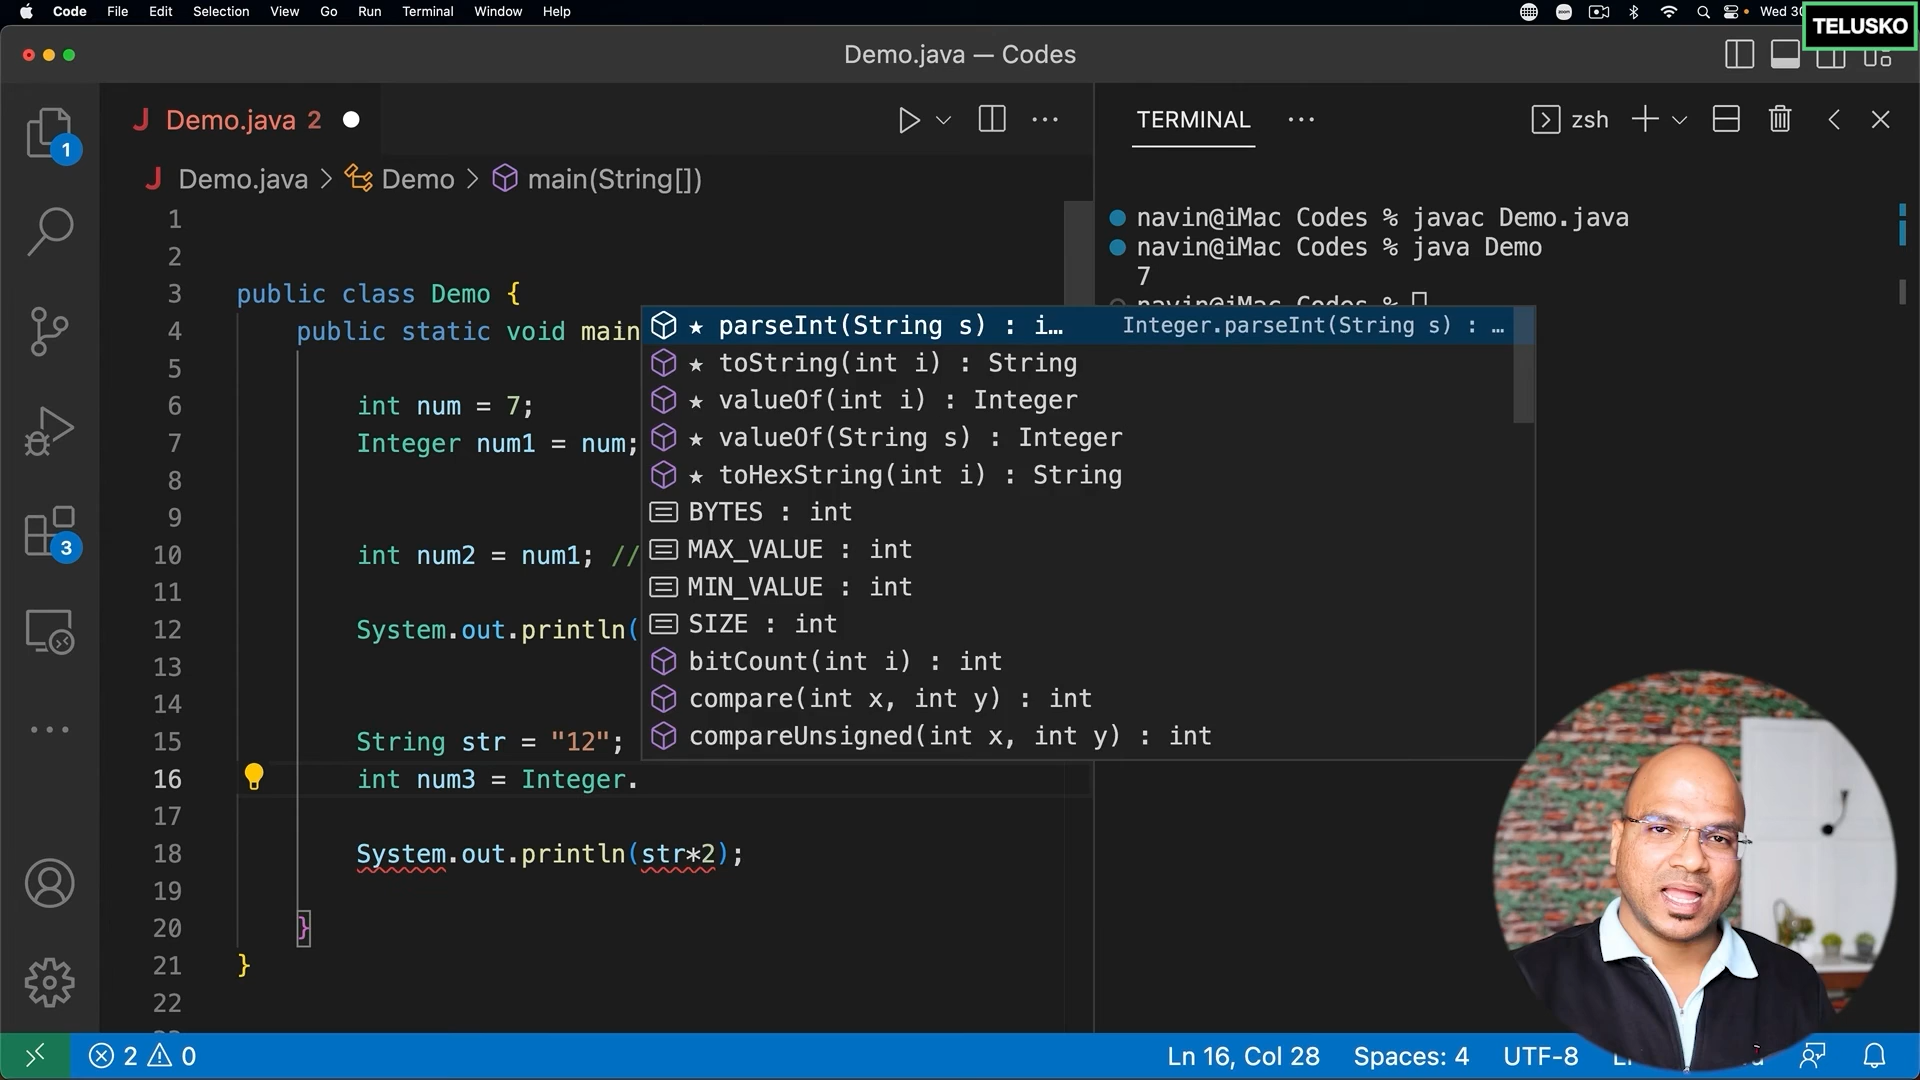 Code File Edit Selection View Go Run Terminal Window Help
zoom
Wed 30
TELUSKO
Demo.java — Codes
1
3
J Demo.java 2
J Demo.java > Demo > main(String[])
1
2
3 public class Demo {
4 public static void main
5
6 int num = 7;
7 Integer num1 = num;
8
9
10 int num2 = num1; //
11
12 System.out.println(
13
14
15 String str = "12";
16 int num3 = Integer.
17
18 System.out.println(str*2);
19
20 }
21 }
22
parseInt(String s) : i… Integer.parseInt(String s) : …
toString(int i) : String
valueOf(int i) : Integer
valueOf(String s) : Integer
toHexString(int i) : String
BYTES : int
MAX_VALUE : int
MIN_VALUE : int
SIZE : int
bitCount(int i) : int
compare(int x, int y) : int
compareUnsigned(int x, int y) : int
TERMINAL
zsh
navin@iMac Codes % javac Demo.java
navin@iMac Codes % java Demo
7
navin@iMac Codes %
2 0
Ln 16, Col 28 Spaces: 4 UTF-8